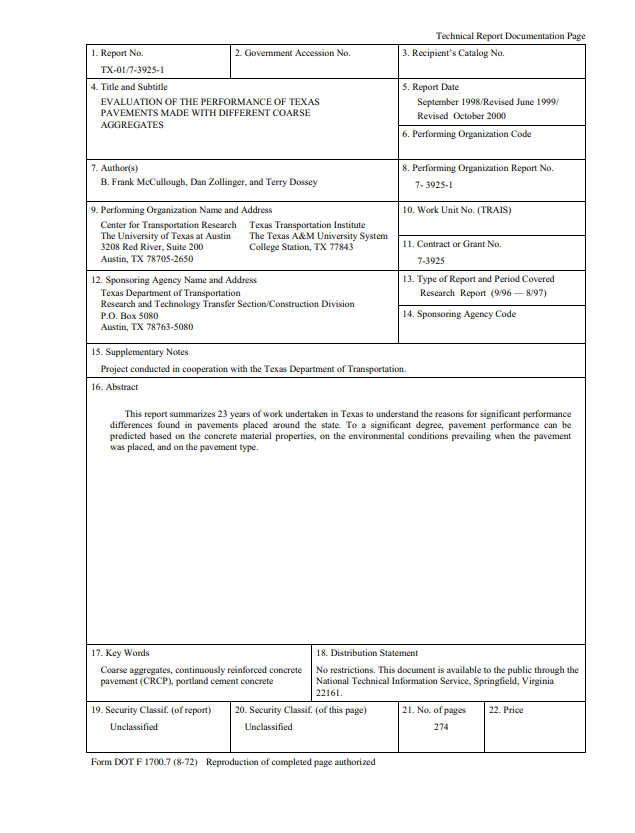 Technical Report Documentation Page
1. Report No.
TX-01/7-3925-1
2. Government Accession No.
3. Recipient's Catalog No.
4. Title and Subtitle
EVALUATION OF THE PERFORMANCE OF TEXAS
PAVEMENTS MADE WITH DIFFERENT COARSE
AGGREGATES
5. Report Date
September 1998/Revised June 1999/
Revised October 2000
6. Performing Organization Code
7. Author(s)
B. Frank McCullough, Dan Zollinger, and Terry Dossey
8. Performing Organization Report No.
7- 3925-1
9. Performing Organization Name and Address
Center for Transportation Research
The University of Texas at Austin
3208 Red River, Suite 200
Austin, TX 78705-2650
Texas Transportation Institute
The Texas A&M University System
College Station, TX 77843
10. Work Unit No. (TRAIS)
11. Contract or Grant No.
7-3925
12. Sponsoring Agency Name and Address
Texas Department of Transportation
Research and Technology Transfer Section/Construction Division
P.O. Box 5080
Austin, TX 78763-5080
13. Type of Report and Period Covered
Research Report (9/96 — 8/97)
14. Sponsoring Agency Code
15. Supplementary Notes
Project conducted in cooperation with the Texas Department of Transportation.
16. Abstract
This report summarizes 23 years of work undertaken in Texas to understand the reasons for significant performance
differences found in pavements placed around the state. To a significant degree, pavement performance can be
predicted based on the concrete material properties, on the environmental conditions prevailing when the pavement
was placed, and on the pavement type.
17. Key Words
Coarse aggregates, continuously reinforced concrete
pavement (CRCP), portland cement concrete
18. Distribution Statement
No restrictions. This document is available to the public through the
National Technical Information Service, Springfield, Virginia
22161.
19. Security Classif. (of report)
Unclassified
20. Security Classif. (of this page)
Unclassified
21. No. of pages
274
22. Price
Form DOT F 1700.7 (8-72) Reproduction of completed page authorized